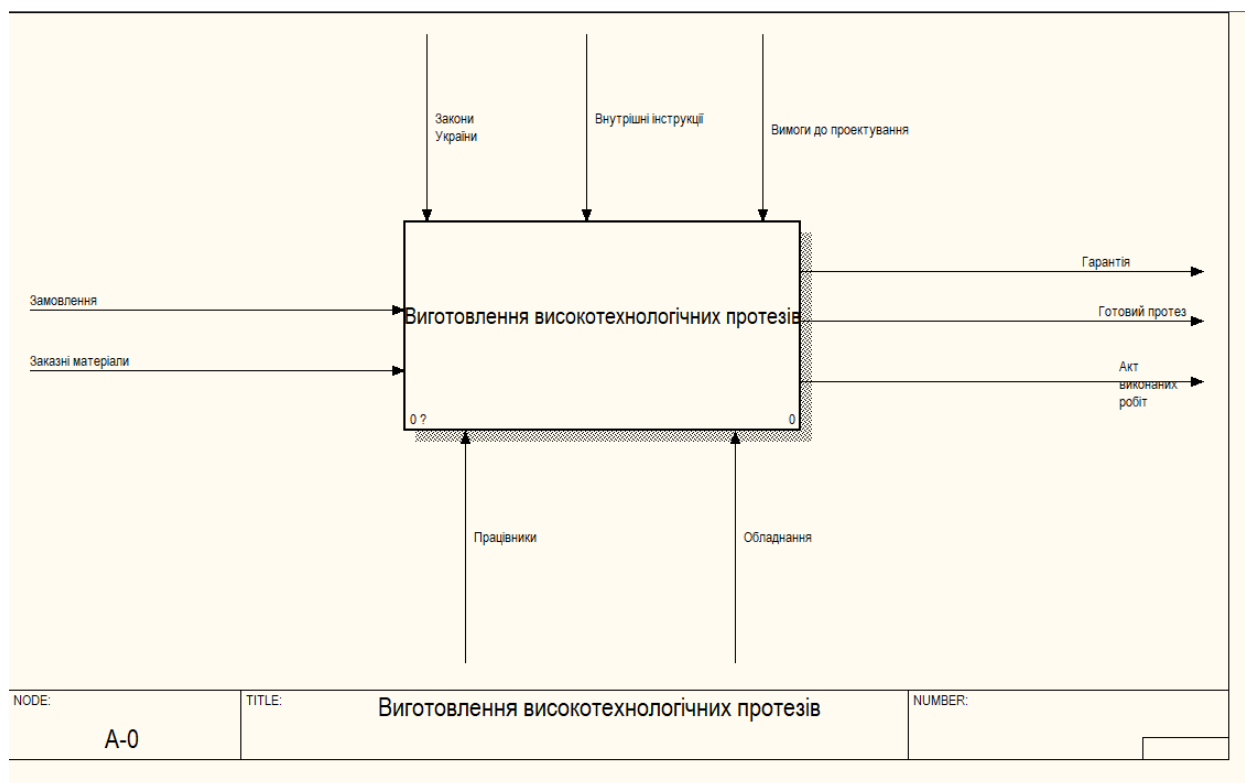 Закони
України
Внутрішні інструкції
Вимоги до проектування
Гарантія
Замовлення
Виготовлення високотехнологічних протезів
Готовий протез
Заказні матеріали
Акт
виконаних
робіт
0 ?
0
Працівники
Обладнання
NODE:
TITLE:
Виготовлення високотехнологічних протезів
NUMBER:
A-0